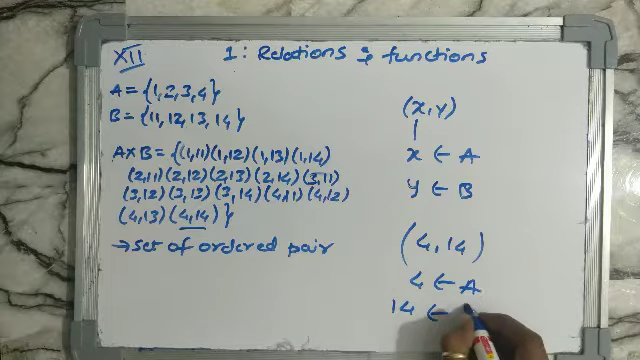 XII
1: Relations & functions
A = {1,2,3,4}
B = {11,12,13,14}
A×B = {(1,11)(1,12)(1,13)(1,14)
(2,11)(2,12)(2,13)(2,14)(3,11)
(3,12)(3,13)(3,14)(4,11)(4,12)
(4,13)(4,14)}
→ set of ordered pair
(x,y)
x ← A
y ← B
(4,14)
4 ← A
14 ←